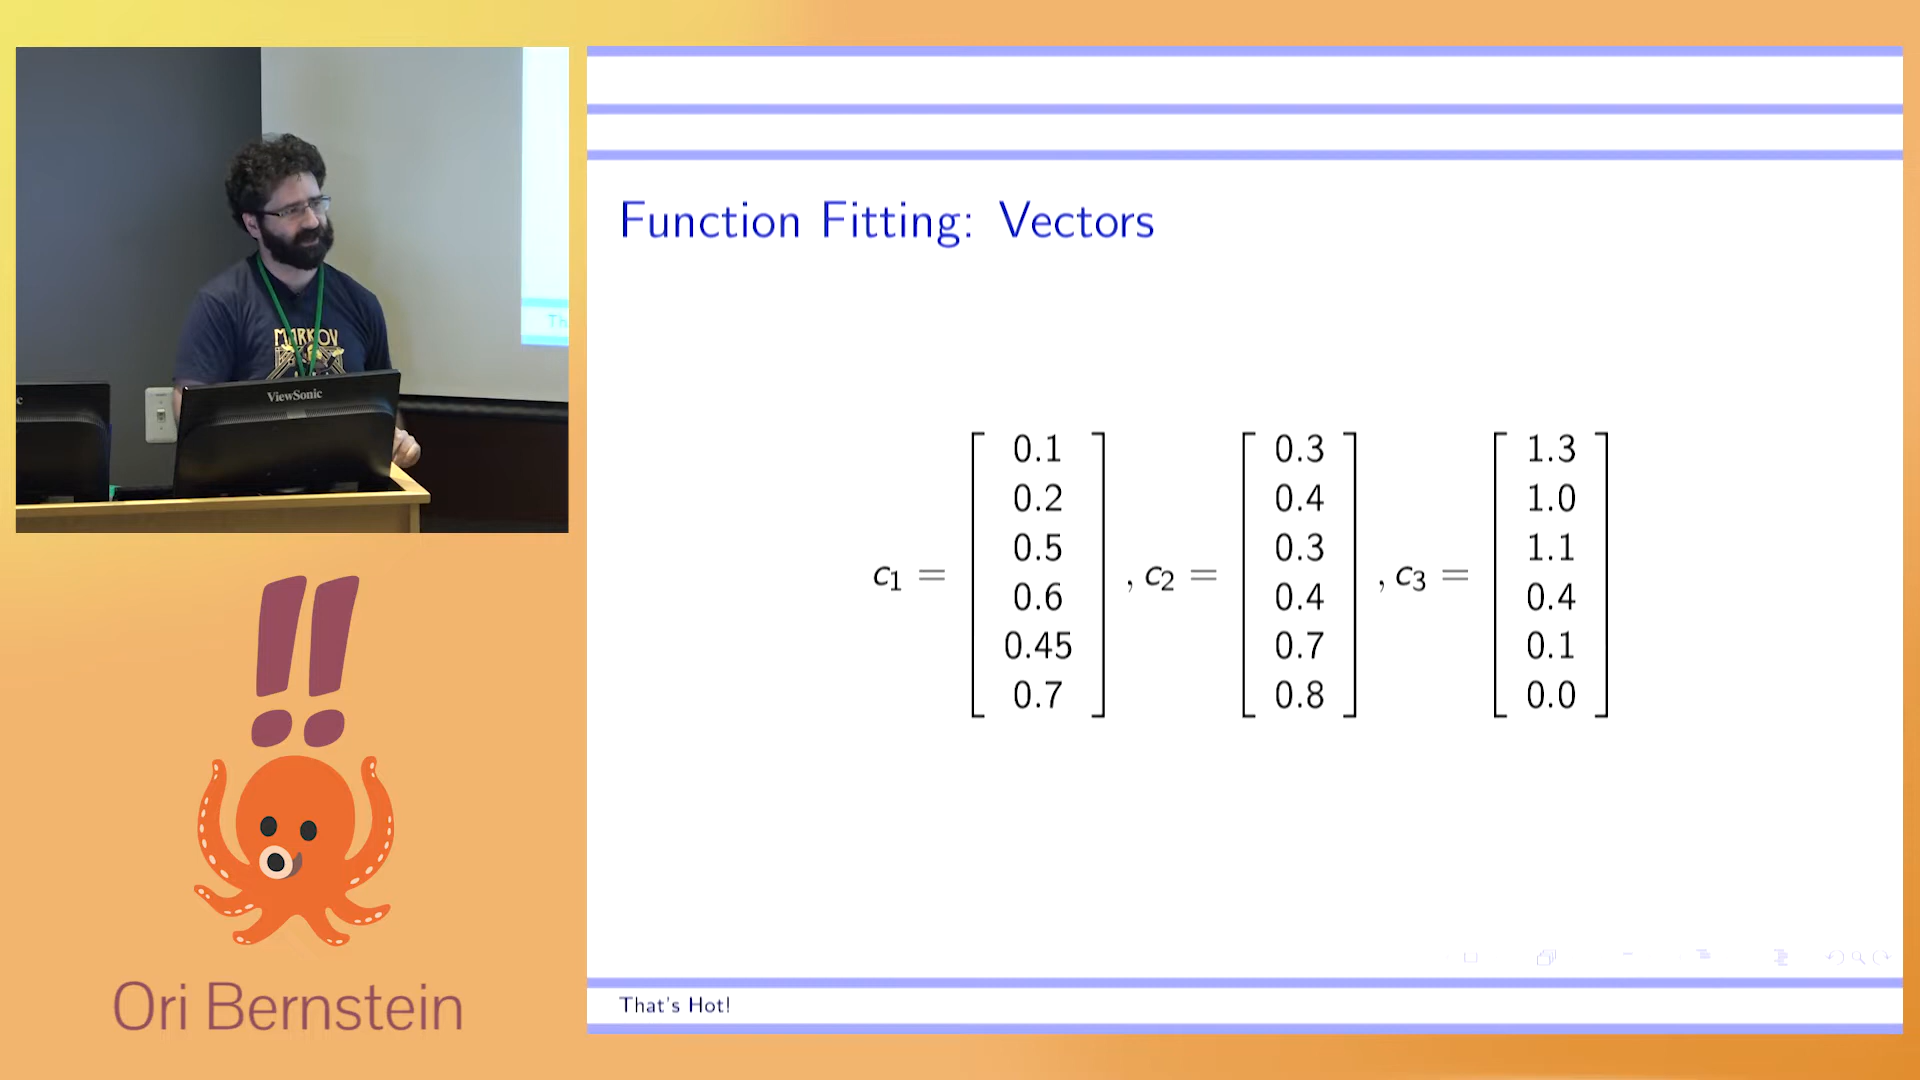 Function Fitting: Vectors
c₁ = [ 0.1 0.2 0.5 0.6 0.45 0.7 ] , c₂ = [ 0.3 0.4 0.3 0.4 0.7 0.8 ] , c₃ = [ 1.3 1.0 1.1 0.4 0.1 0.0 ]
That's Hot!
MARKOV
ViewSonic
!!
Ori Bernstein